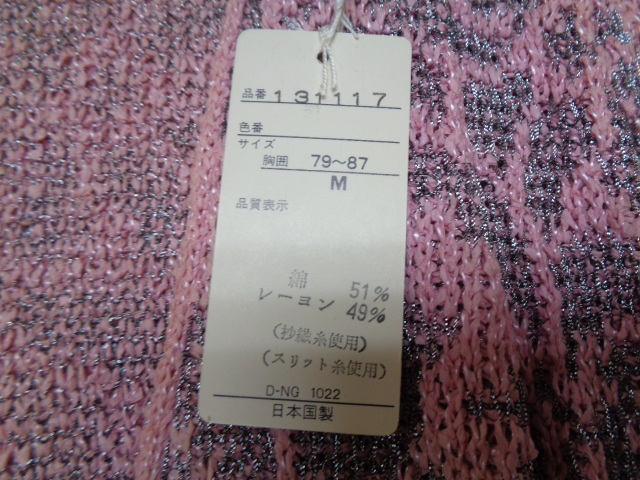 品番 131117
色番
サイズ
胸囲 79～87
M
品質表示
綿 51%
レーヨン 49%
(抄繊糸使用)
(スリット糸使用)
D-NG 1022
日本国製